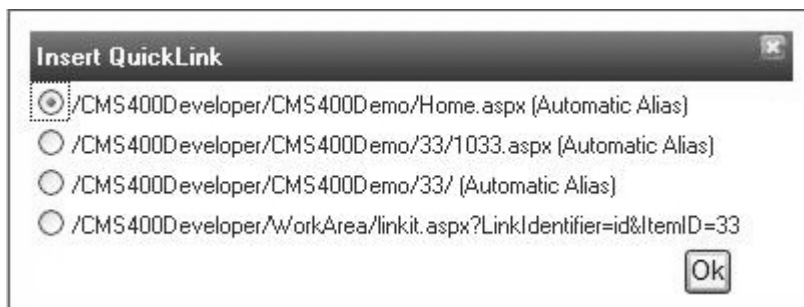 Insert QuickLink
/CMS400Developer/CMS400Demo/Home.aspx (Automatic Alias)
/CMS400Developer/CMS400Demo/33/1033.aspx (Automatic Alias)
/CMS400Developer/CMS400Demo/33/ (Automatic Alias)
/CMS400Developer/WorkArea/linkit.aspx?LinkIdentifier=id&ItemID=33
Ok